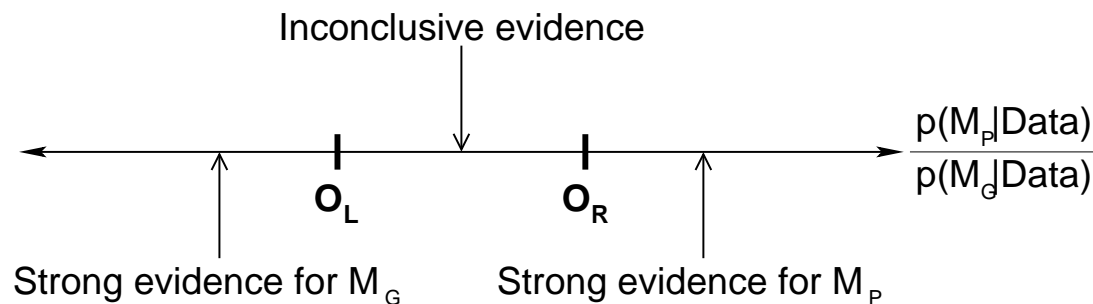 Inconclusive evidence
p(M_P|Data)
p(M_G|Data)
O_L O_R
Strong evidence for M_G Strong evidence for M_P